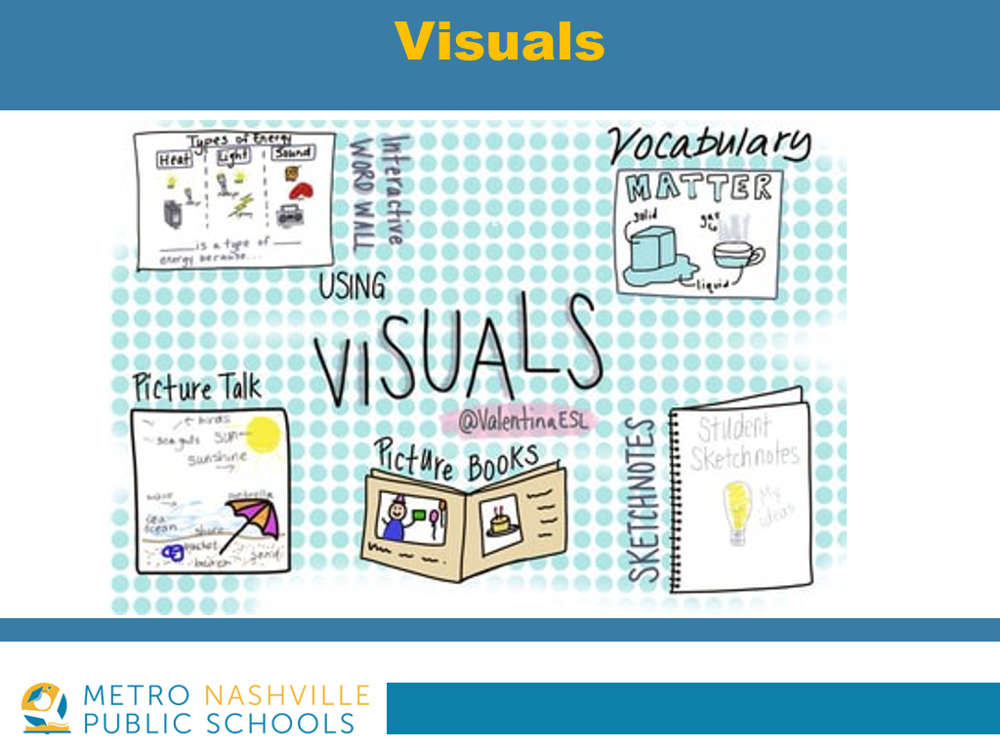 Visuals
Types of Energy
Heat
Light
Sound
____ is a type of ____
energy because...
Interactive
WORD WALL
Vocabulary
MATTER
solid
gas
liquid
USING
VISUALS
@ValentinaESL
Picture Talk
birds
sea gulls
sun
sunshine
wave
umbrella
sea
ocean
shore
bucket
sand
Picture BOOKS
SKETCHNOTES
Student
Sketchnotes
My
ideas
METRO NASHVILLE
PUBLIC SCHOOLS